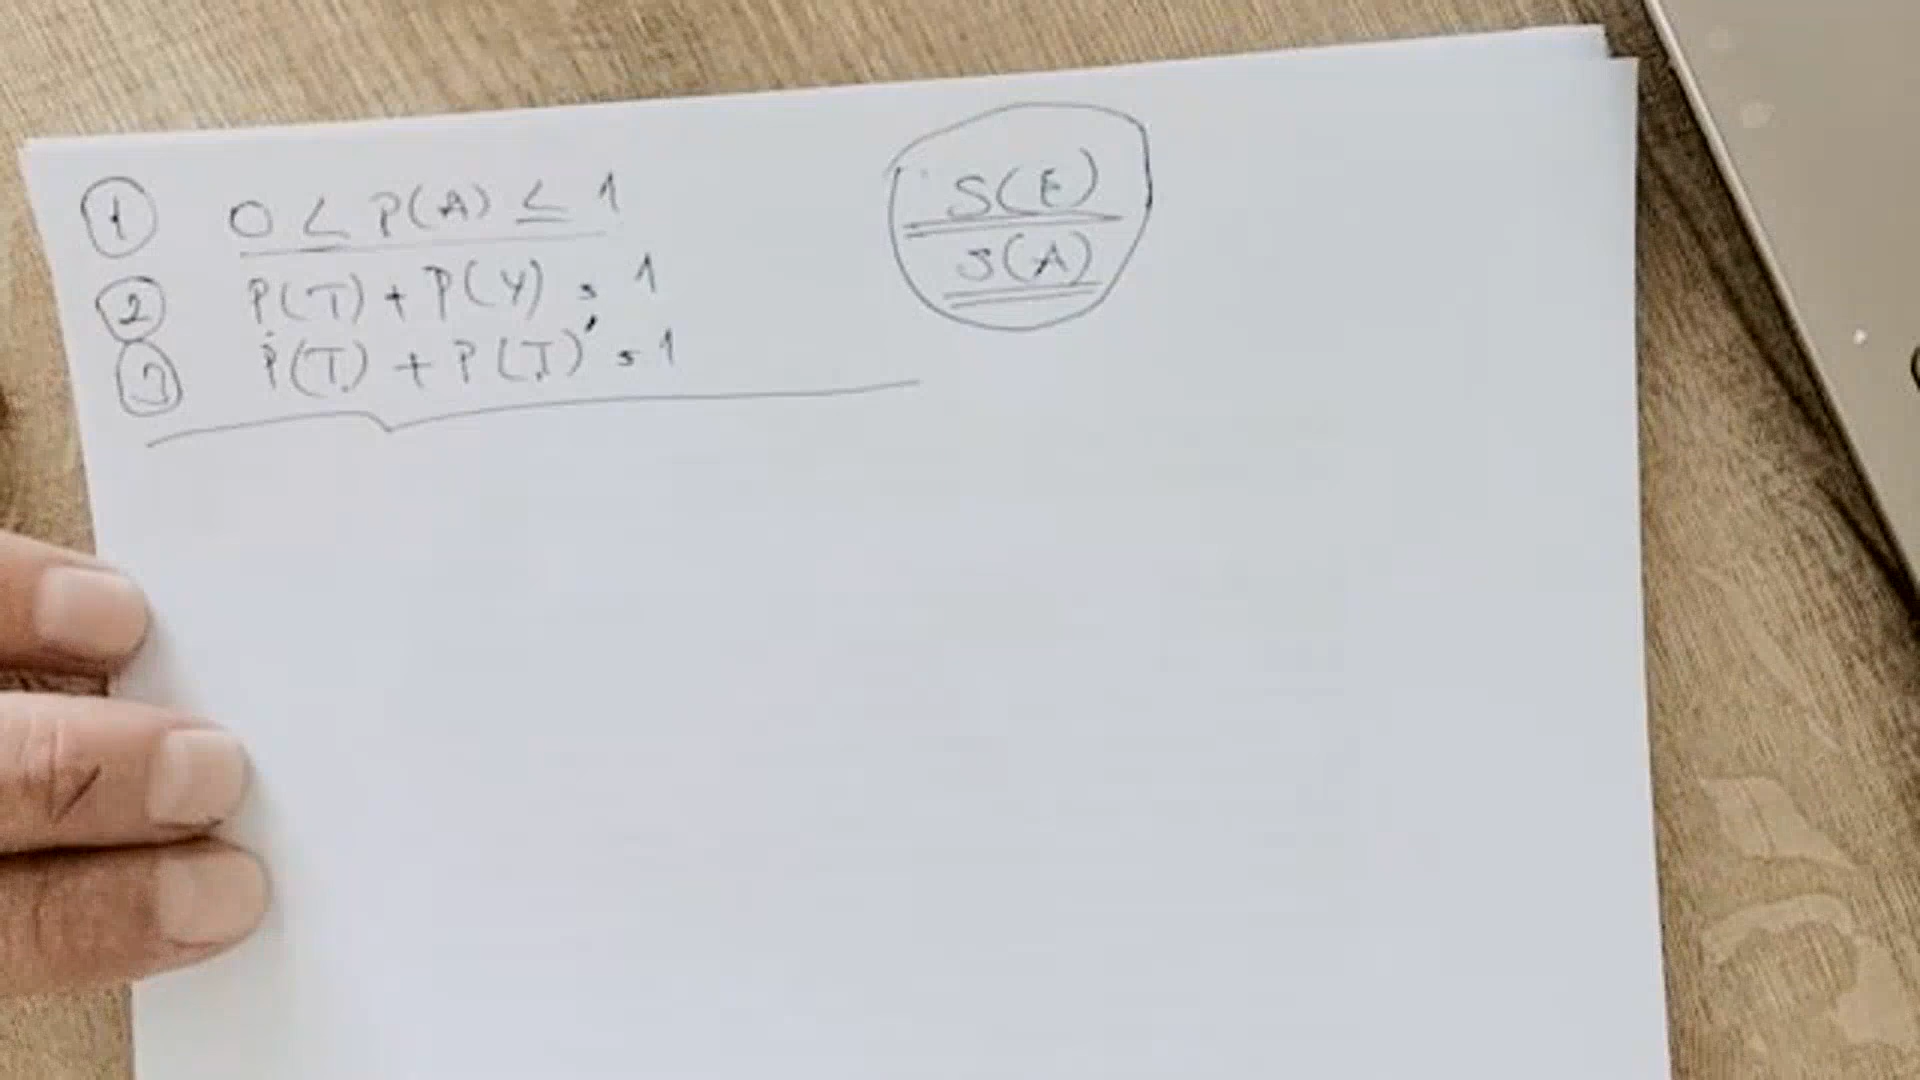 ① 0 ≤ P(A) ≤ 1
② P(T) + P(Y) = 1
③ P(T) + P(T)' = 1
S(E)
S(A)